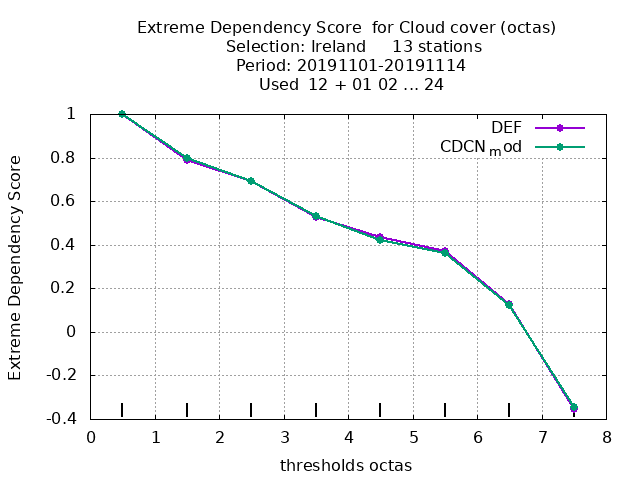 Extreme Dependency Score  for Cloud cover (octas)
Selection: Ireland     13 stations
Period: 20191101-20191114
Used  12 + 01 02 ... 24
DEF
CDCN mod
Extreme Dependency Score
1
0.8
0.6
0.4
0.2
0
-0.2
-0.4
0 1 2 3 4 5 6 7 8
thresholds octas